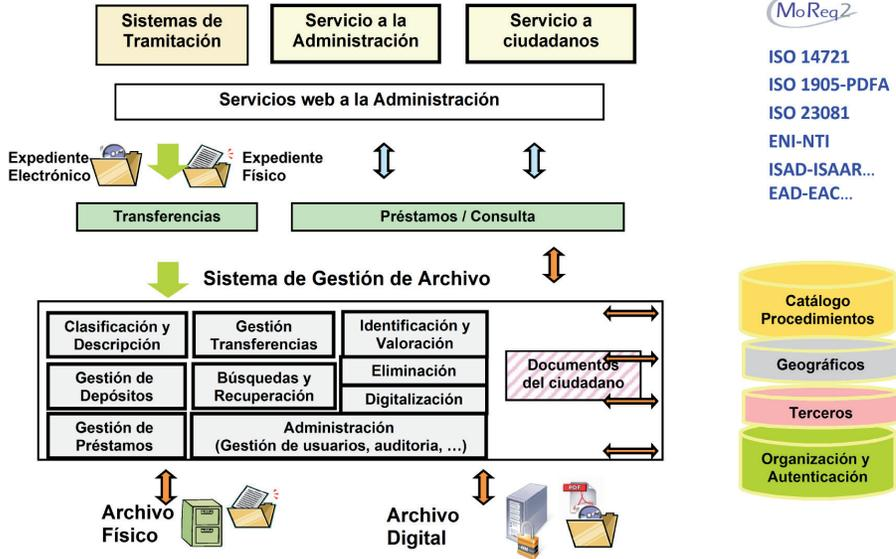 Sistemas de
Tramitación
Servicio a la
Administración
Servicio a
ciudadanos
Servicios web a la Administración
Expediente
Electrónico
Expediente
Físico
Transferencias
Préstamos / Consulta
Sistema de Gestión de Archivo
Clasificación y
Descripción
Gestión
Transferencias
Identificación y
Valoración
Gestión de
Depósitos
Búsquedas y
Recuperación
Eliminación
Digitalización
Documentos
del ciudadano
Gestión de
Préstamos
Administración
(Gestión de usuarios, auditoria, ...)
Archivo
Físico
Archivo
Digital
PDF
MoReq2
ISO 14721
ISO 1905-PDFA
ISO 23081
ENI-NTI
ISAD-ISAAR...
EAD-EAC...
Catálogo
Procedimientos
Geográficos
Terceros
Organización y
Autenticación